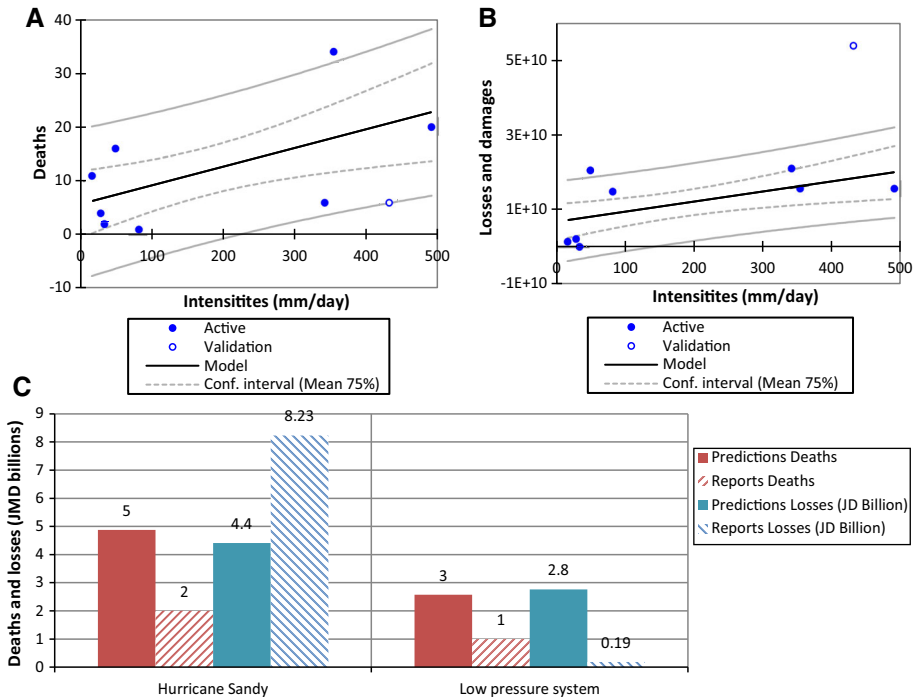 A
40
30
20
10
0
-10
0
100
200
300
400
500
Deaths
Intensitites (mm/day)
Active
Validation
Model
Conf. interval (Mean 75%)
B
5E+10
3E+10
1E+10
-1E+10
0
100
200
300
400
500
Losses and damages
Intensitites (mm/day)
Active
Validation
Model
Conf. interval (Mean 75%)
C
9
8
7
6
5
4
3
2
1
0
Deaths and losses (JMD billions)
5
2
4.4
8.23
3
1
2.8
0.19
Hurricane Sandy
Low pressure system
Predictions Deaths
Reports Deaths
Predictions Losses (JD Billion)
Reports Losses (JD Billion)